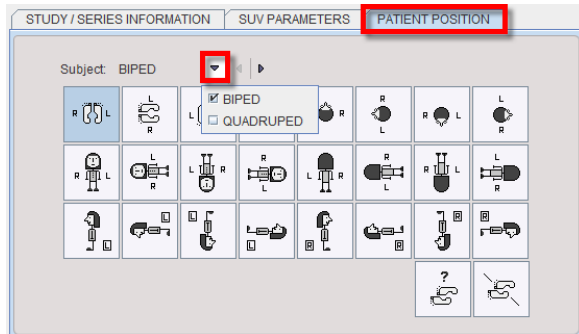 STUDY / SERIES INFORMATION SUV PARAMETERS PATIENT POSITION
Subject: BIPED
BIPED
QUADRUPED
R L
L R
L
R
R L
R L
L R
R L
L R
R L
L R
R L
L R
R L
L R
L L L L R R R R
?